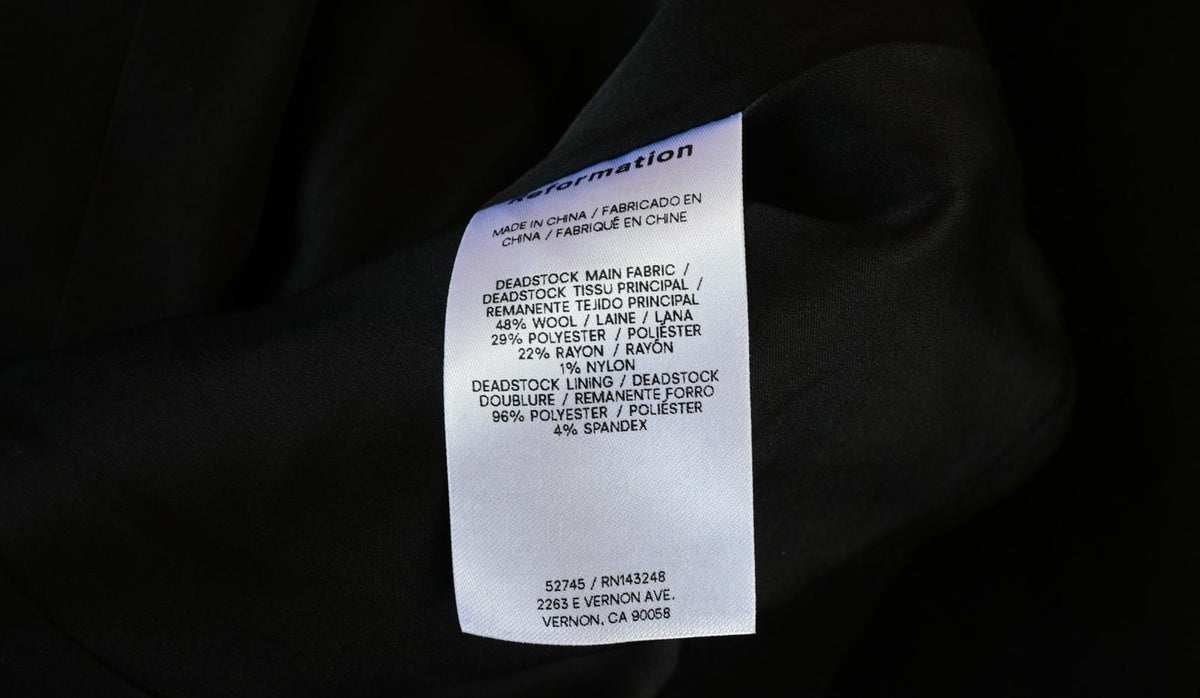 Reformation
MADE IN CHINA / FABRICADO EN
CHINA / FABRIQUÉ EN CHINE
DEADSTOCK MAIN FABRIC /
DEADSTOCK TISSU PRINCIPAL /
REMANENTE TEJIDO PRINCIPAL
48% WOOL / LAINE / LANA
29% POLYESTER / POLIÉSTER
22% RAYON / RAYÓN
1% NYLON
DEADSTOCK LINING / DEADSTOCK
DOUBLURE / REMANENTE FORRO
96% POLYESTER / POLIÉSTER
4% SPANDEX
52745 / RN143248
2263 E VERNON AVE.
VERNON, CA 90058